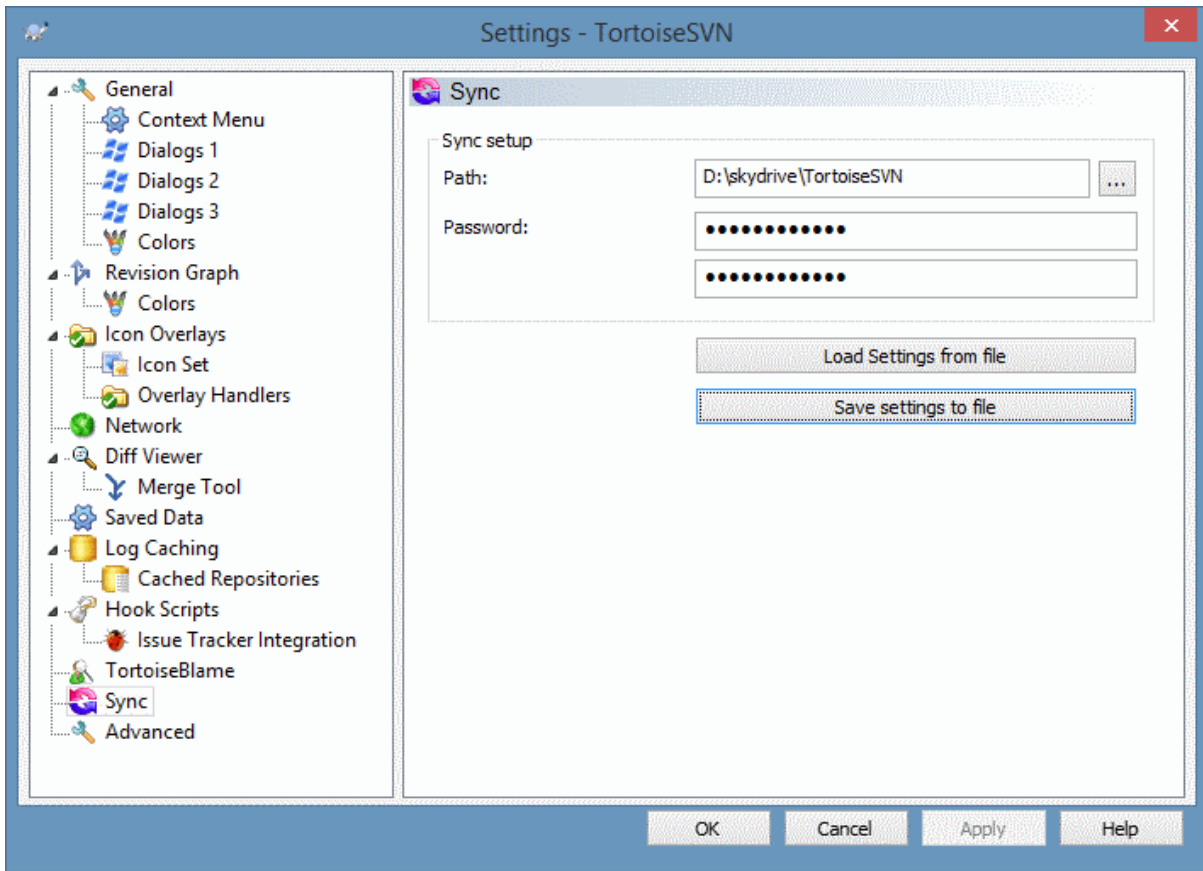 Settings - TortoiseSVN
General
Context Menu
Dialogs 1
Dialogs 2
Dialogs 3
Colors
Revision Graph
Colors
Icon Overlays
Icon Set
Overlay Handlers
Network
Diff Viewer
Merge Tool
Saved Data
Log Caching
Cached Repositories
Hook Scripts
Issue Tracker Integration
TortoiseBlame
Sync
Advanced
Sync
Sync setup
Path: D:\skydrive\TortoiseSVN ...
Password: ●●●●●●●●●●●●
●●●●●●●●●●●●
Load Settings from file
Save settings to file
OK Cancel Apply Help